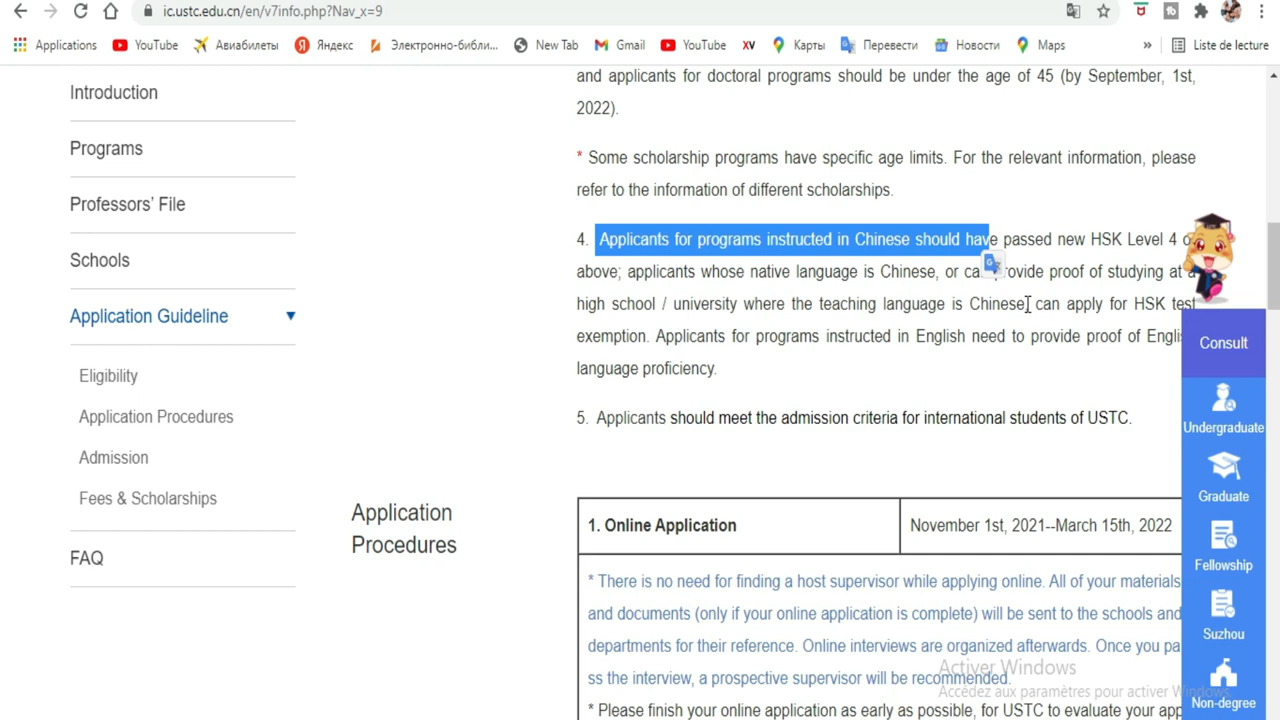 ic.ustc.edu.cn/en/v7info.php?Nav_x=9
Applications YouTube Авиабилеты Яндекс Электронно-библи... New Tab Gmail YouTube XV Карты Перевести Новости Maps » Liste de lecture
Introduction
Programs
Professors' File
Schools
Application Guideline
Eligibility
Application Procedures
Admission
Fees & Scholarships
FAQ
and applicants for doctoral programs should be under the age of 45 (by September, 1st,
2022).
* Some scholarship programs have specific age limits. For the relevant information, please
refer to the information of different scholarships.
4. Applicants for programs instructed in Chinese should have passed new HSK Level 4 o
above; applicants whose native language is Chinese, or ca provide proof of studying at a
high school / university where the teaching language is Chinese can apply for HSK test
exemption. Applicants for programs instructed in English need to provide proof of Engli
language proficiency.
5. Applicants should meet the admission criteria for international students of USTC.
Application
Procedures
1. Online Application November 1st, 2021--March 15th, 2022
* There is no need for finding a host supervisor while applying online. All of your materials
and documents (only if your online application is complete) will be sent to the schools and
departments for their reference. Online interviews are organized afterwards. Once you pa
ss the interview, a prospective supervisor will be recommended.
* Please finish your online application as early as possible, for USTC to evaluate your app
Consult
Undergraduate
Graduate
Fellowship
Suzhou
Non-degree
Activer Windows
Accédez aux paramètres pour activer Windows.